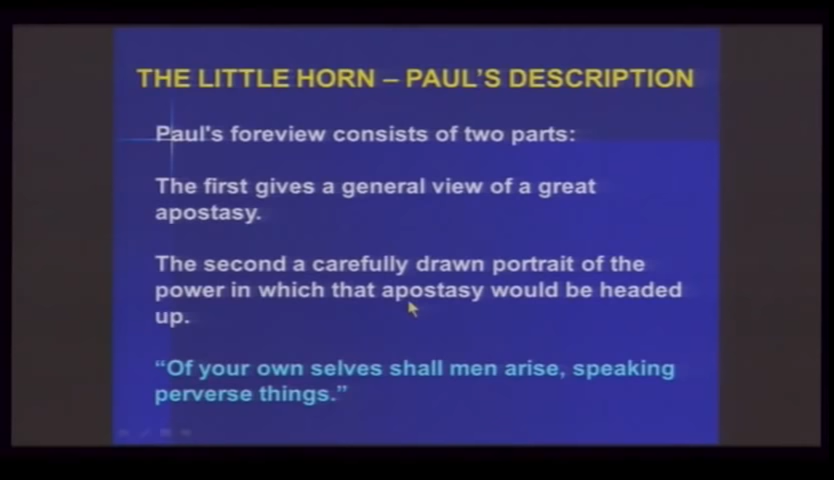 THE LITTLE HORN – PAUL'S DESCRIPTION
Paul's foreview consists of two parts:
The first gives a general view of a great
apostasy.
The second a carefully drawn portrait of the
power in which that apostasy would be headed
up.
“Of your own selves shall men arise, speaking
perverse things.”